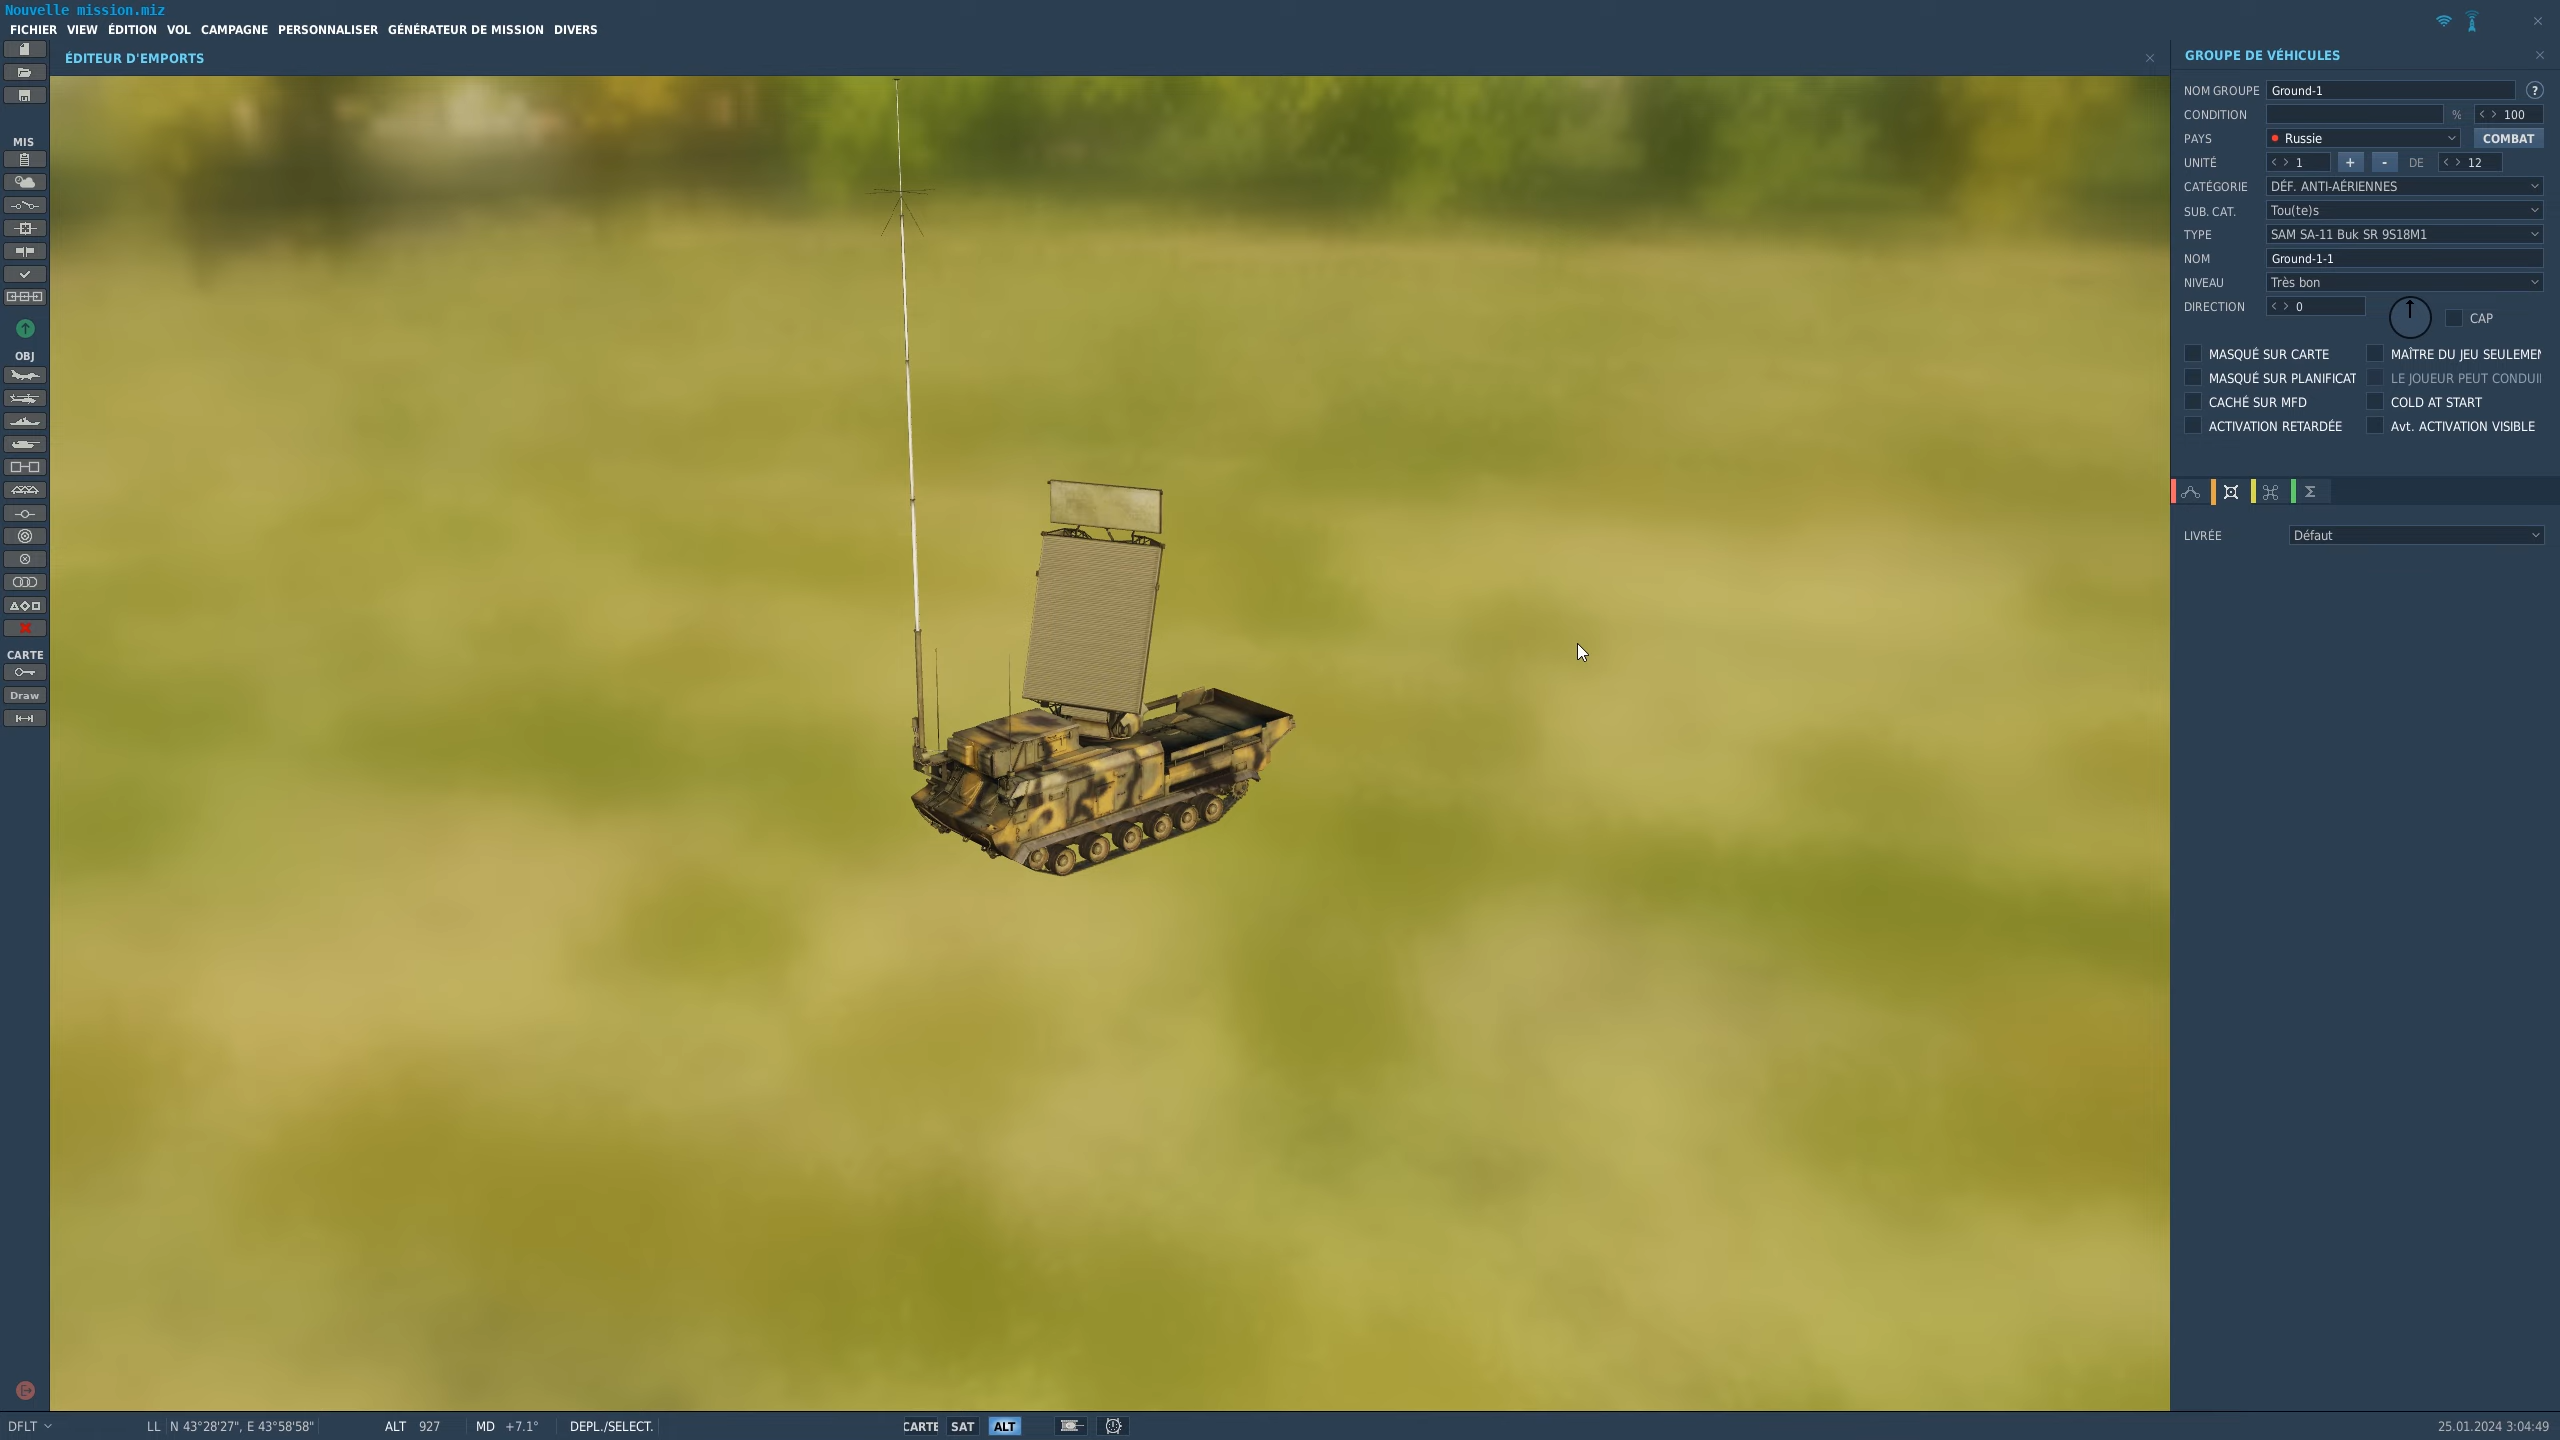 Nouvelle mission.miz
FICHIER VIEW ÉDITION VOL CAMPAGNE PERSONNALISER GÉNÉRATEUR DE MISSION DIVERS
ÉDITEUR D'EMPORTS
MIS
OBJ
CARTE
Draw
GROUPE DE VÉHICULES
NOM GROUPE Ground-1 ?
CONDITION % < > 100
PAYS Russie COMBAT
UNITÉ < > 1 + - DE < > 12
CATÉGORIE DÉF. ANTI-AÉRIENNES
SUB. CAT. Tou(te)s
TYPE SAM SA-11 Buk SR 9S18M1
NOM Ground-1-1
NIVEAU Très bon
DIRECTION < > 0 CAP
MASQUÉ SUR CARTE MAÎTRE DU JEU SEULEMEN
MASQUÉ SUR PLANIFICAT LE JOUEUR PEUT CONDUI
CACHÉ SUR MFD COLD AT START
ACTIVATION RETARDÉE Avt. ACTIVATION VISIBLE
Σ
LIVRÉE Défaut
DFLT LL N 43°28'27", E 43°58'58" ALT 927 MD +7.1° DEPL./SELECT. CARTE SAT ALT 25.01.2024 3:04:49